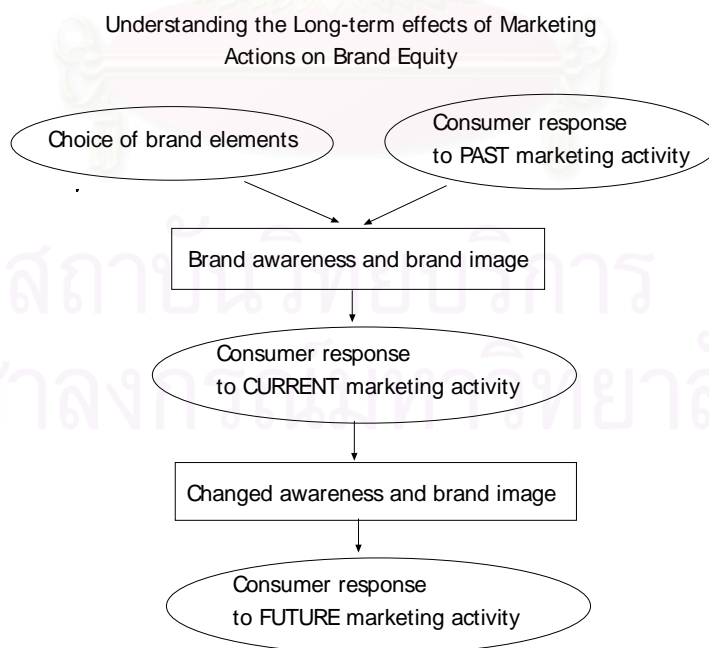 Understanding the Long-term effects of Marketing
Actions on Brand Equity
Choice of brand elements
Consumer response
to PAST marketing activity
Brand awareness and brand image
สถาบันวิทยบริการ
Consumer response
to CURRENT marketing activity
Changed awareness and brand image
Consumer response
to FUTURE marketing activity